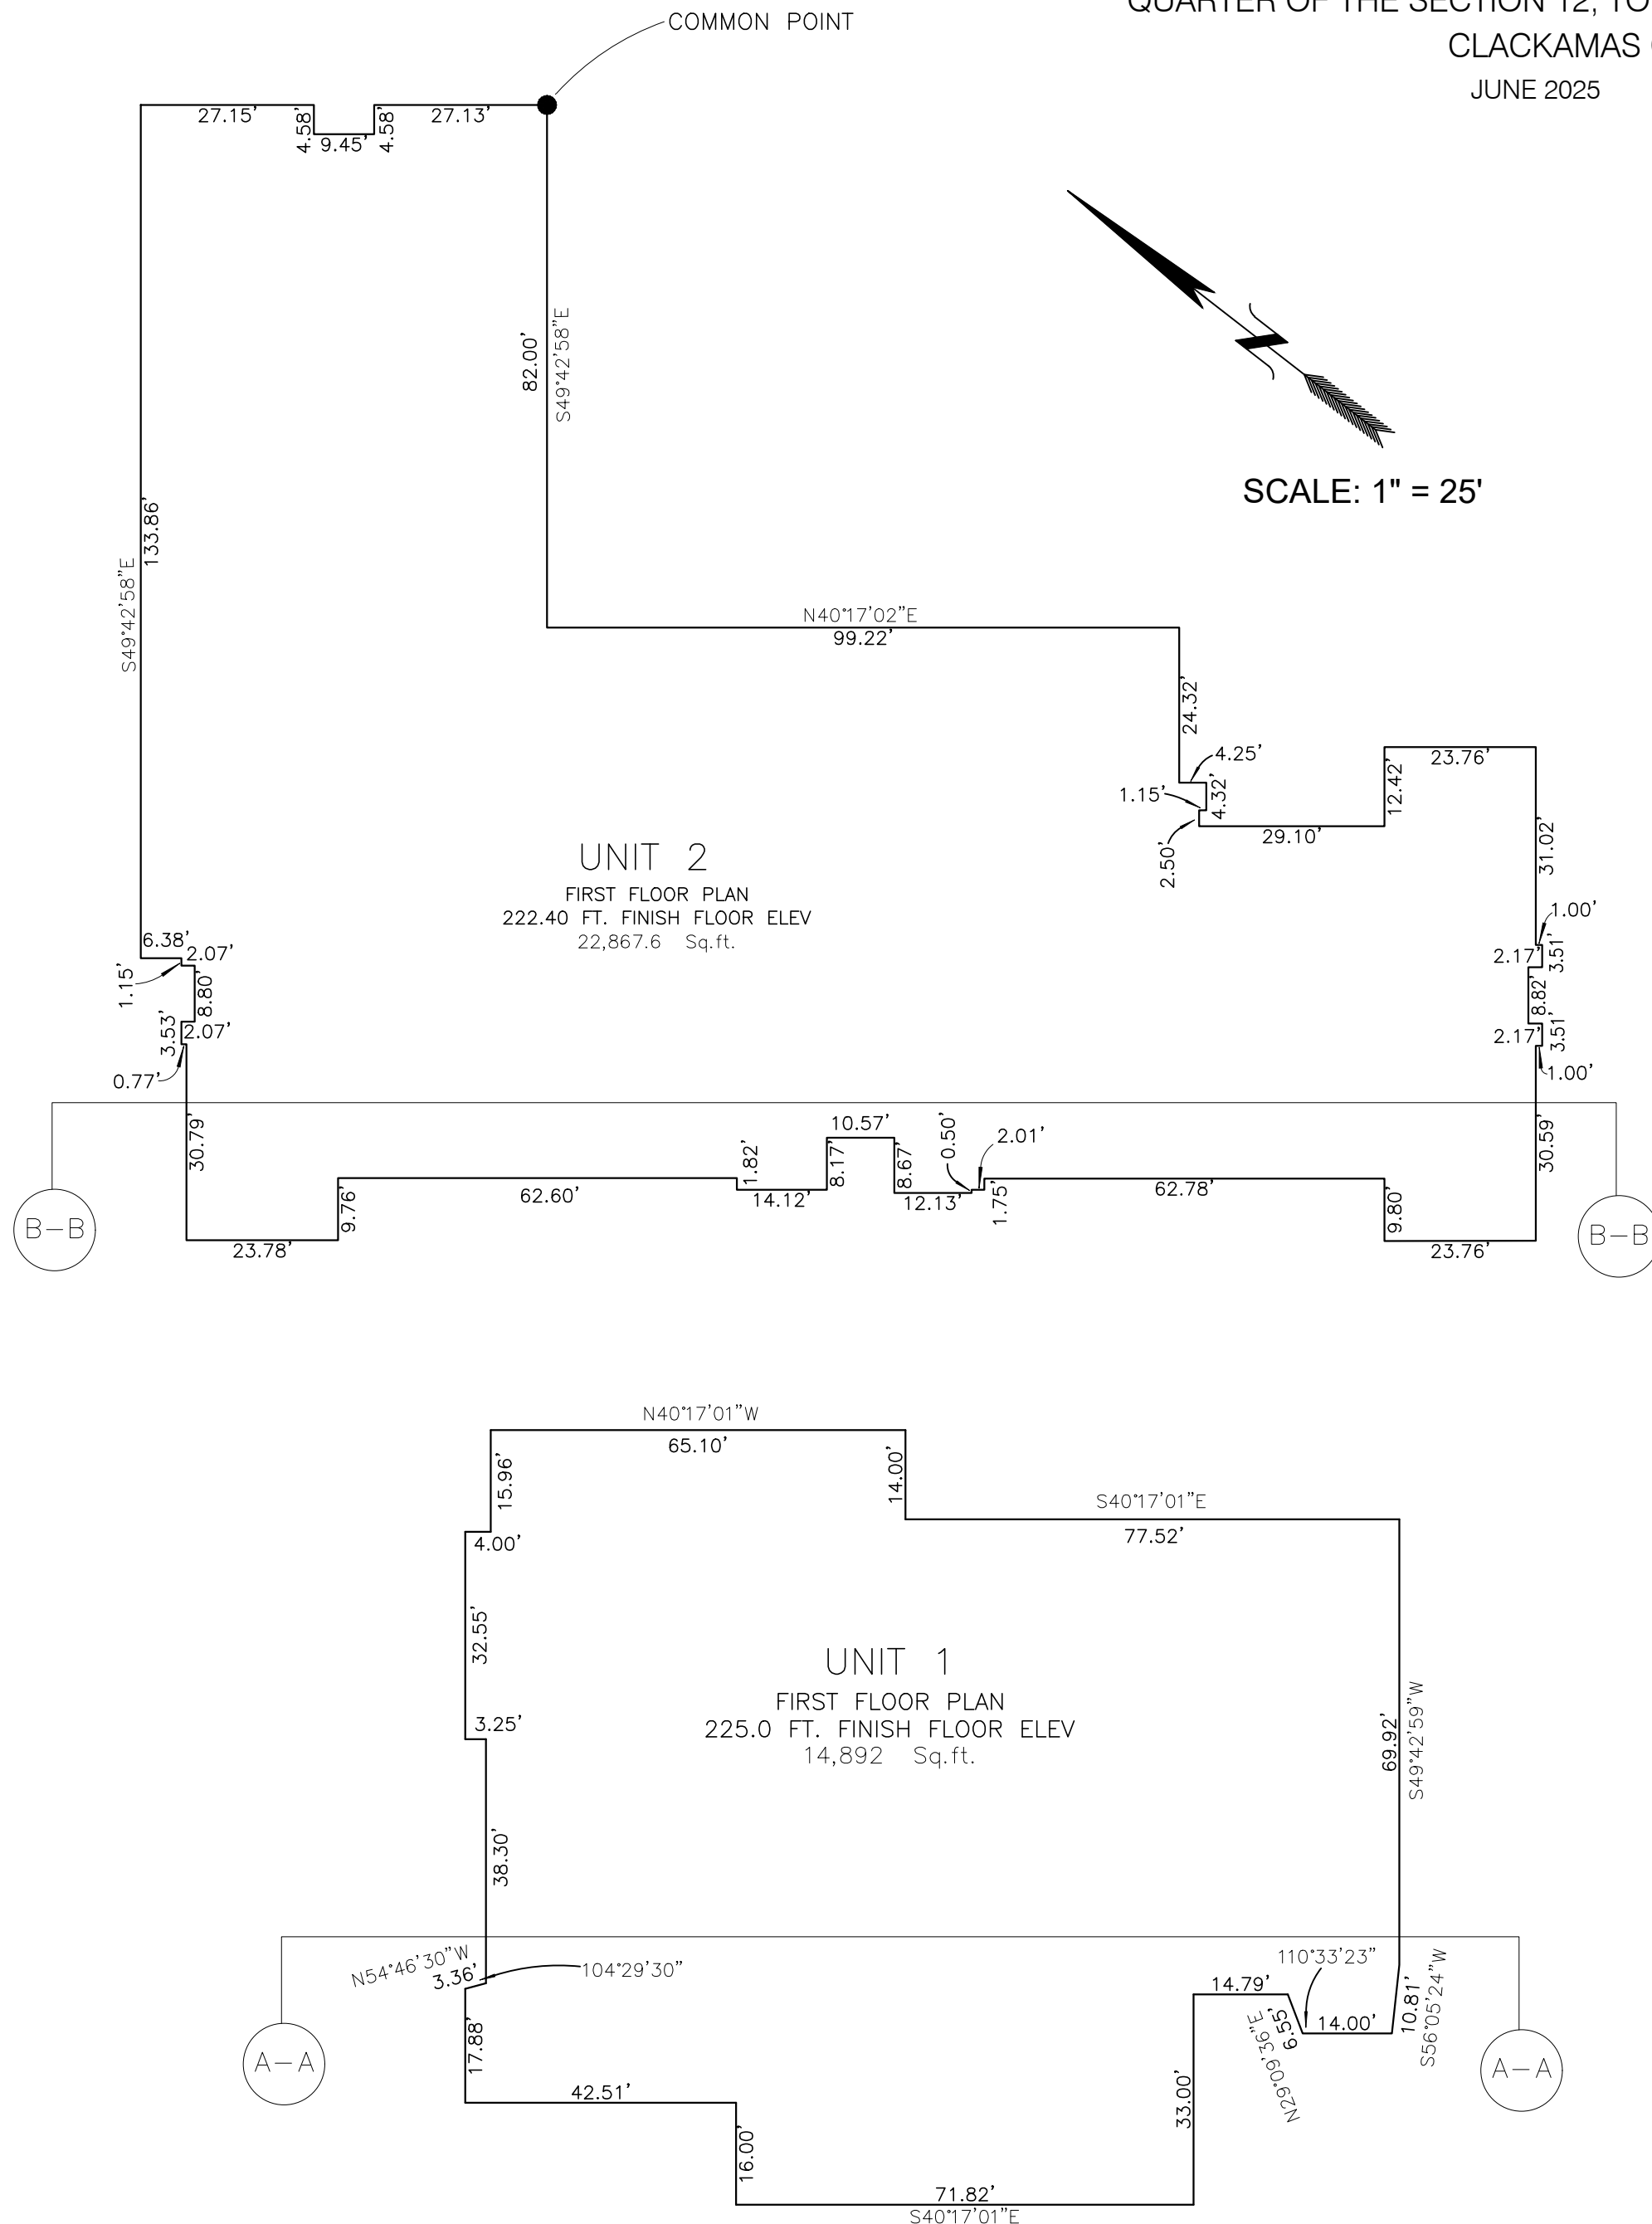 COMMON POINT
CLACKAMAS
JUNE 2025
27.15'
4.58'
9.45'
4.58'
27.13'
82.00'
S49°42'58"E
SCALE: 1" = 25'
133.86'
S49°42'58"E
N40°17'02"E
99.22'
24.32'
4.25'
1.15'
4.32'
2.50'
29.10'
12.42'
23.76'
31.02'
UNIT 2
FIRST FLOOR PLAN
222.40 FT. FINISH FLOOR ELEV
22,867.6 Sq.ft.
6.38'
2.07'
1.15'
8.80'
3.53'
2.07'
0.77'
30.79'
1.00'
2.17'
3.51'
8.82'
2.17'
3.51'
1.00'
30.59'
B-B
23.78'
9.76'
62.60'
1.82'
14.12'
8.17'
10.57'
8.67'
12.13'
0.50'
2.01'
1.75'
62.78'
9.80'
23.76'
B-B
N40°17'01"W
65.10'
15.96'
14.00'
S40°17'01"E
77.52'
4.00'
32.55'
3.25'
UNIT 1
FIRST FLOOR PLAN
225.0 FT. FINISH FLOOR ELEV
14,892 Sq.ft.
69.92'
S49°42'59"W
38.30'
N54°46'30"W
3.36'
104°29'30"
17.88'
A-A
42.51'
16.00'
71.82'
S40°17'01"E
33.00'
14.79'
110°33'23"
6.55'
N29°09'36"E
14.00'
10.81'
S56°05'24"W
A-A